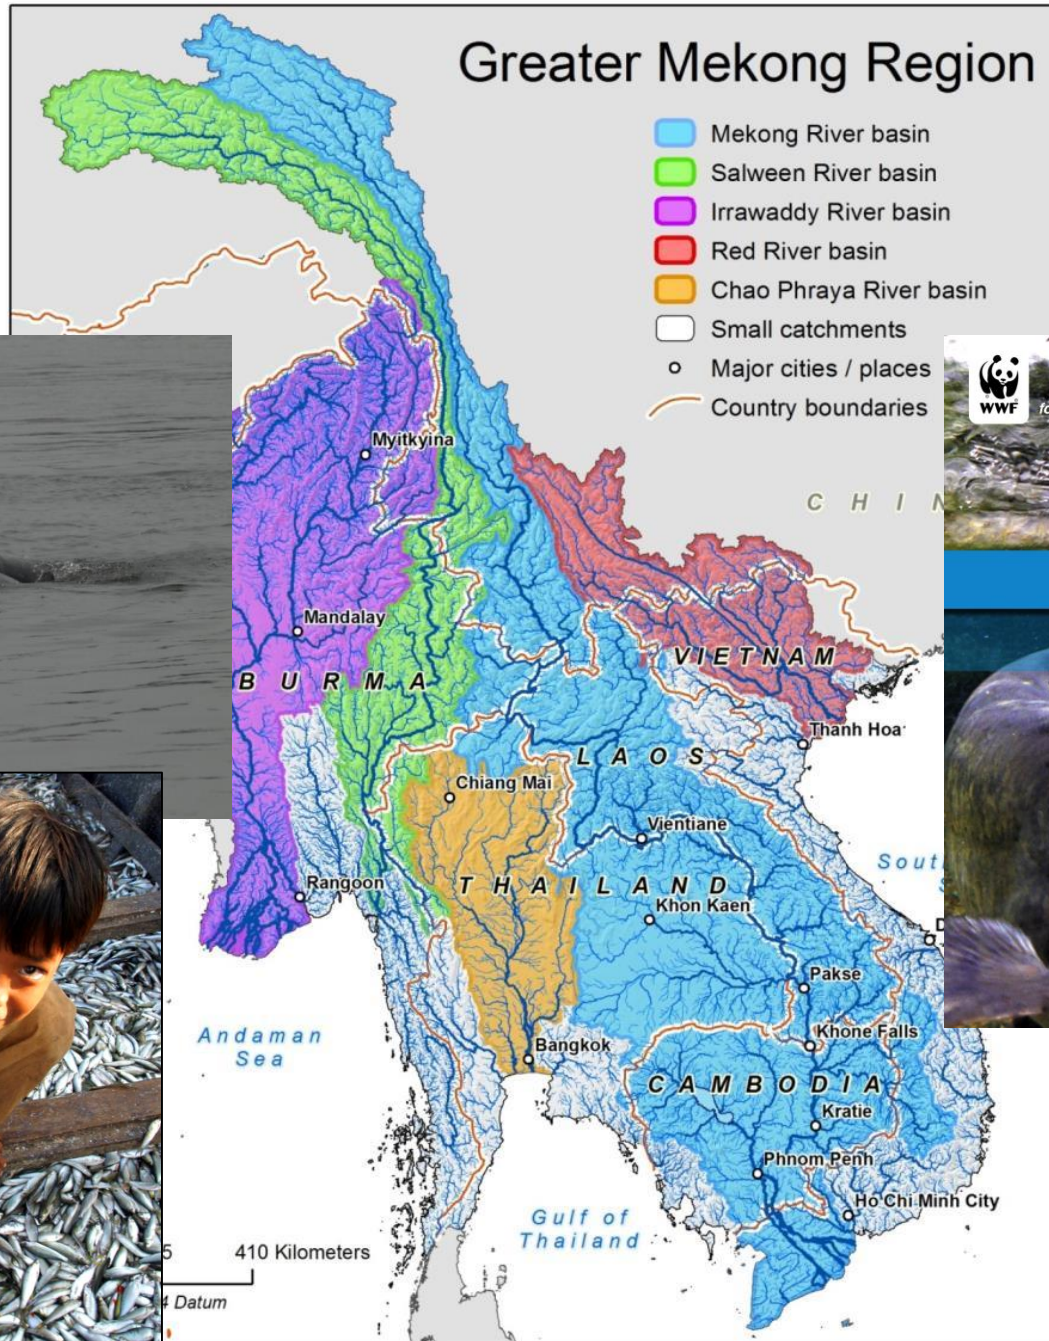 Greater Mekong Region
Mekong River basin
Salween River basin
Irrawaddy River basin
Red River basin
Chao Phraya River basin
Small catchments
Major cities / places
Country boundaries
WWF
Myitkyina
C H I N
Mandalay
B U R M A
V I E T N A M
Thanh Hoa
L A O S
Chiang Mai
Vientiane
Rangoon
T H A I L A N D
Khon Kaen
Pakse
Andaman
Sea
Khone Falls
Bangkok
C A M B O D I A
Kratie
Phnom Penh
Ho Chi Minh City
Gulf of
Thailand
410 Kilometers
Datum